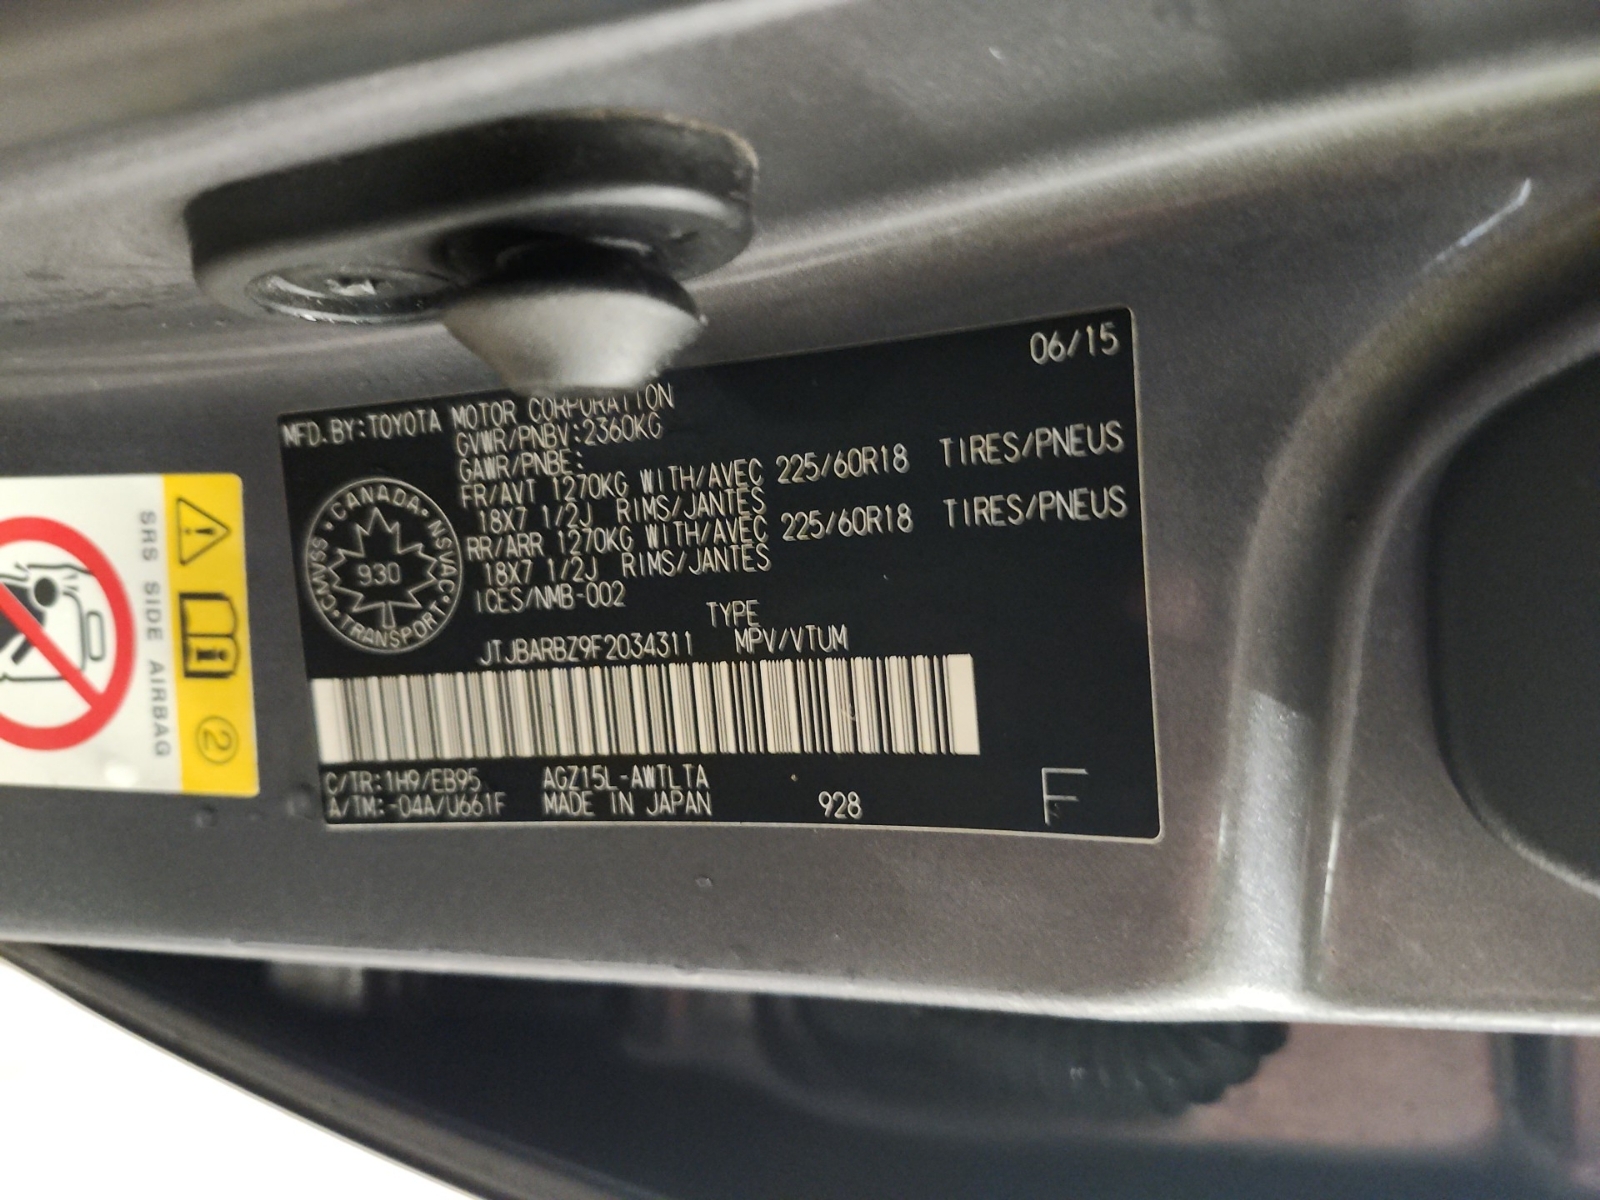 06/15
MFD.BY:TOYOTA MOTOR CORPORATION
GVWR/PNBV:2360KG
GAWR/PNBE:
FR/AVT 1270KG WITH/AVEC 225/60R18 TIRES/PNEUS
18X7 1/2J RIMS/JANTES
RR/ARR 1270KG WITH/AVEC 225/60R18 TIRES/PNEUS
18X7 1/2J RIMS/JANTES
ICES/NMB-002
CANADA·NSVAC·TRANSPORT·CMVSS·
930
TYPE
JTJBARBZ9F2034311 MPV/VTUM
C/TR:1H9/EB95 AGZ15L-AWTLTA
A/TM:-04A/U661F MADE IN JAPAN 928 F
SRS SIDE AIRBAG
2